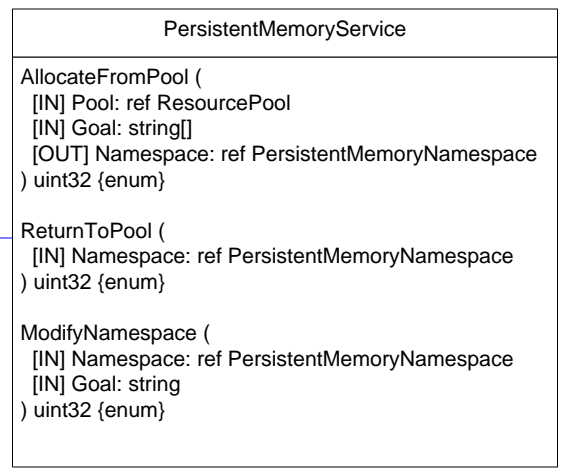 PersistentMemoryService
AllocateFromPool (
[IN] Pool: ref ResourcePool
[IN] Goal: string[]
[OUT] Namespace: ref PersistentMemoryNamespace
) uint32 {enum}
ReturnToPool (
[IN] Namespace: ref PersistentMemoryNamespace
) uint32 {enum}
ModifyNamespace (
[IN] Namespace: ref PersistentMemoryNamespace
[IN] Goal: string
) uint32 {enum}